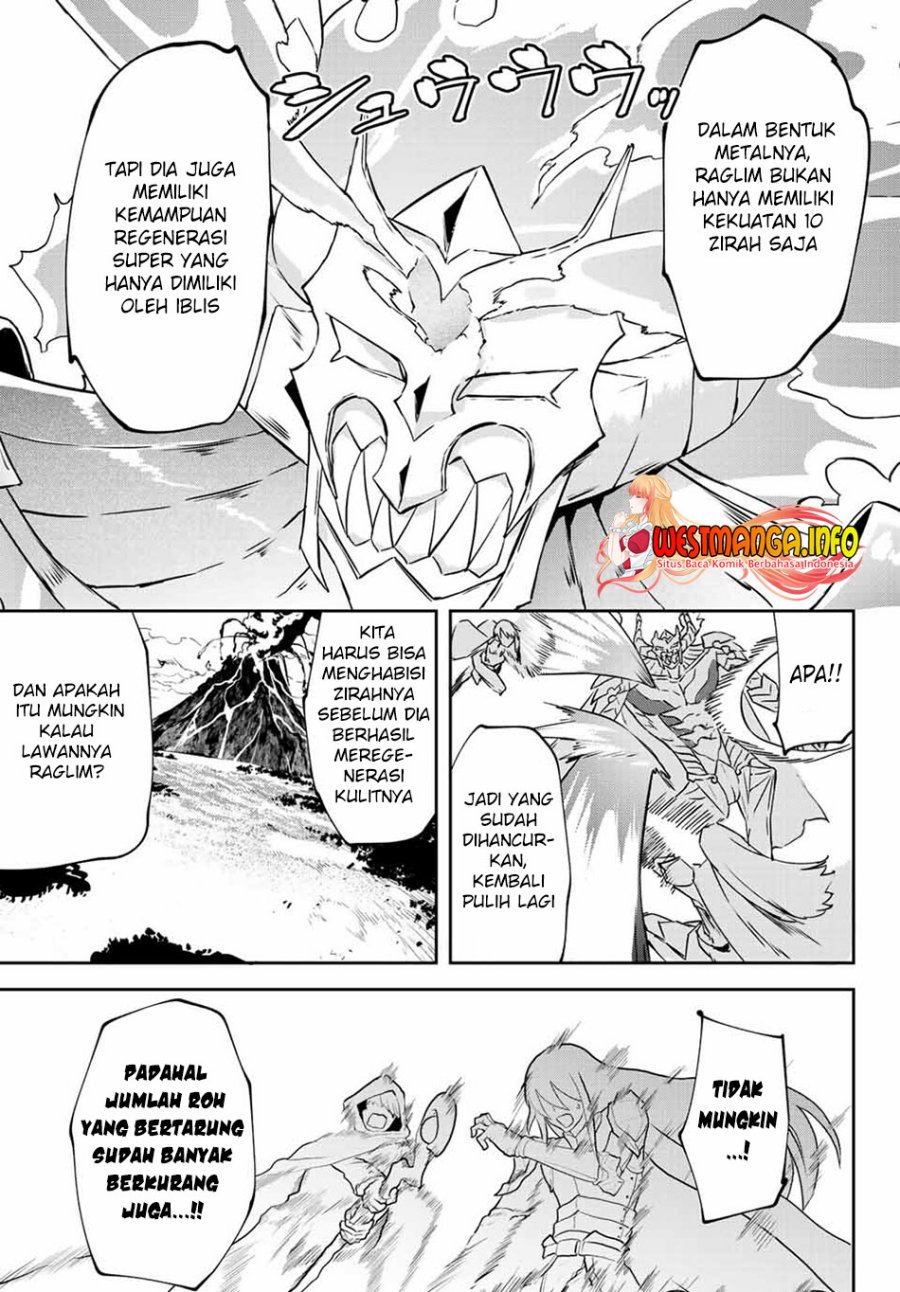 シュウウウウッ
DALAM BENTUK
METALNYA,
RAGLIM BUKAN
HANYA MEMILIKI
KEKUATAN 10
ZIRAH SAJA
TAPI DIA JUGA
MEMILIKI
KEMAMPUAN
REGENERASI
SUPER YANG
HANYA DIMILIKI
OLEH IBLIS
WESTMANGA.INFO
Situs Baca Komik Berbahasa Indonesia
APA!!
JADI YANG
SUDAH
DIHANCUR-
KAN,
KEMBALI
PULIH LAGI
KITA
HARUS BISA
MENGHABISI
ZIRAHNYA
SEBELUM DIA
BERHASIL
MEREGE-
NERASI
KULITNYA
DAN APAKAH
ITU MUNGKIN
KALAU
LAWANNYA
RAGLIM?
TIDAK
MUNGKIN
...!
PADAHAL
JUMLAH ROH
YANG BERTARUNG
SUDAH BANYAK
BERKURANG
JUGA...!!